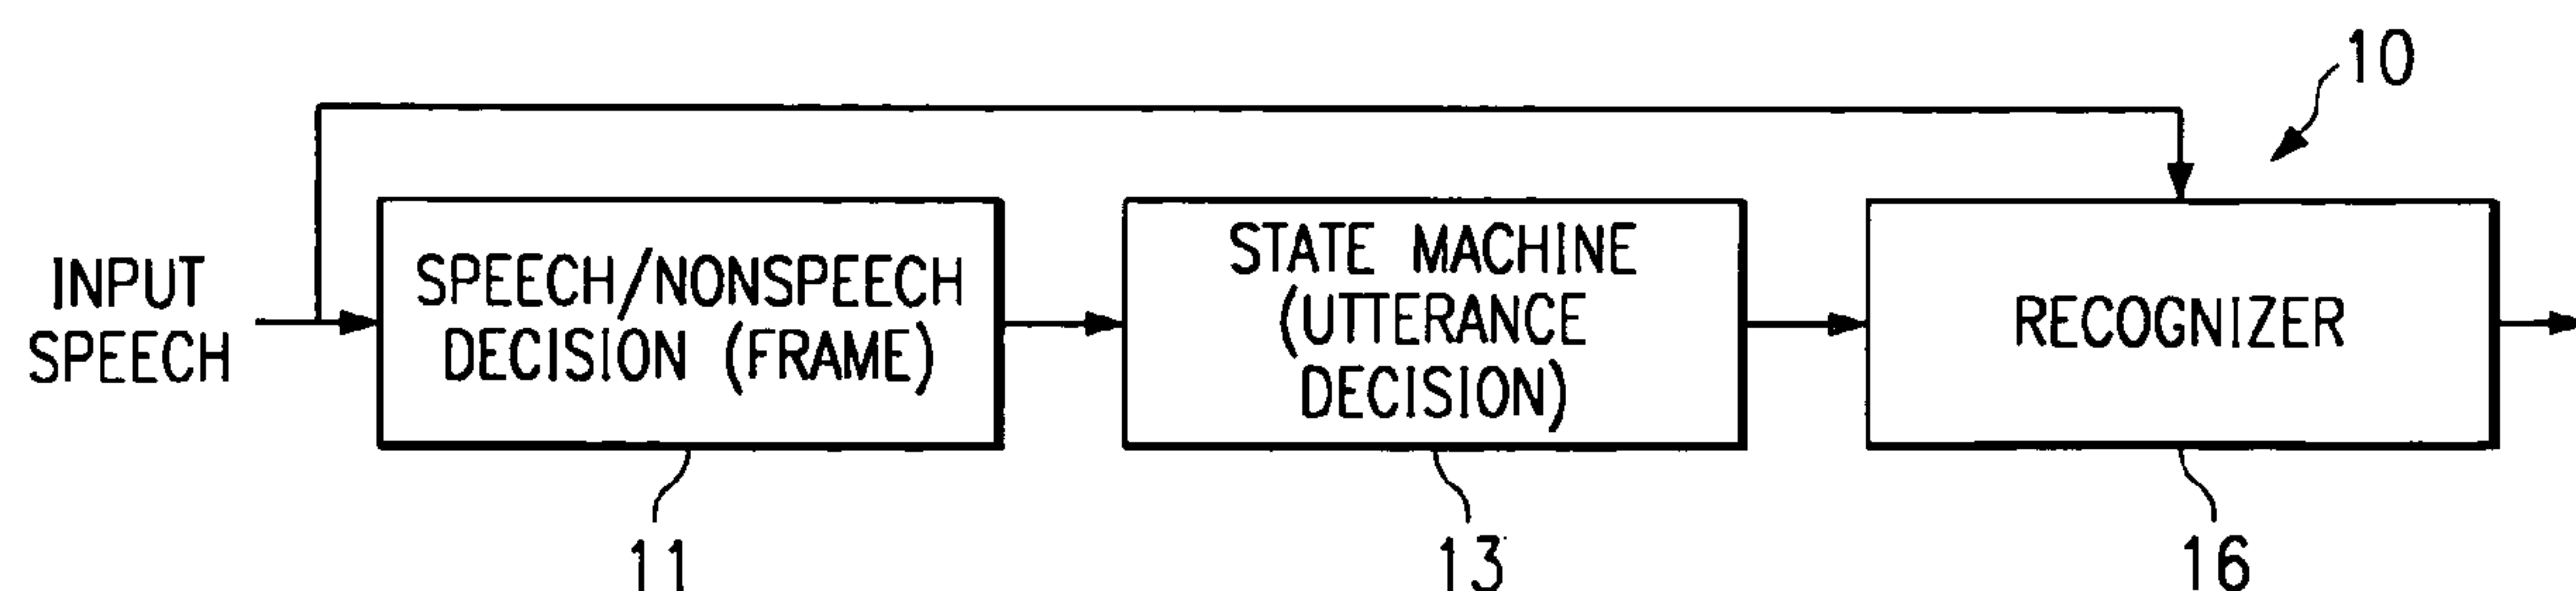 10
INPUT
SPEECH
SPEECH/NONSPEECH
DECISION (FRAME)
STATE MACHINE
(UTTERANCE
DECISION)
RECOGNIZER
11
13
16